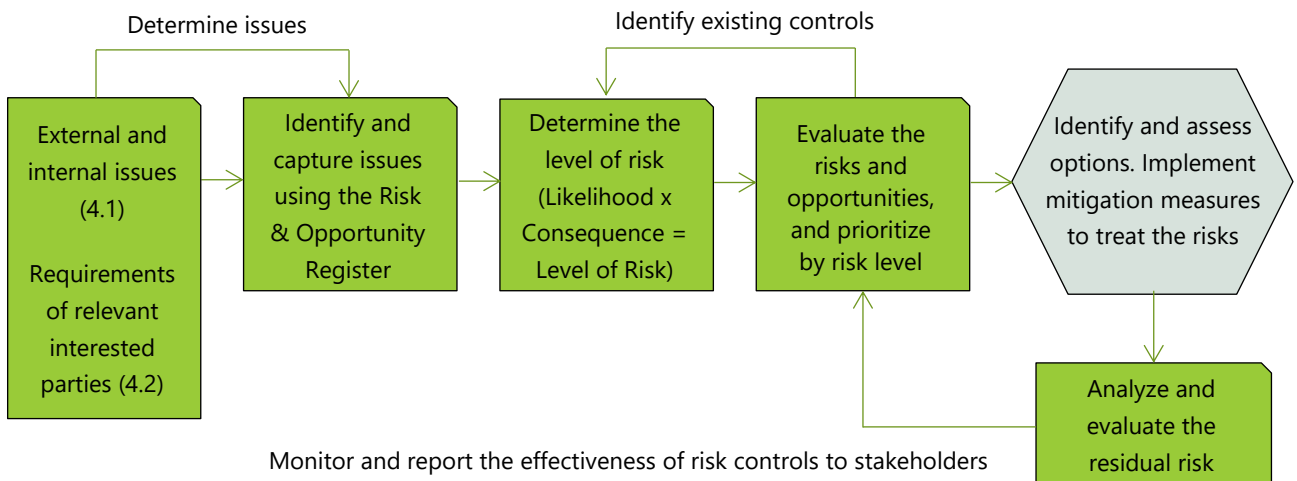 Determine issues
Identify existing controls
External and
internal issues
(4.1)
Requirements
of relevant
interested
parties (4.2)
Identify and
capture issues
using the Risk
& Opportunity
Register
Determine the
level of risk
(Likelihood x
Consequence =
Level of Risk)
Evaluate the
risks and
opportunities,
and prioritize
by risk level
Identify and assess
options. Implement
mitigation measures
to treat the risks
Analyze and
evaluate the
residual risk
Monitor and report the effectiveness of risk controls to stakeholders